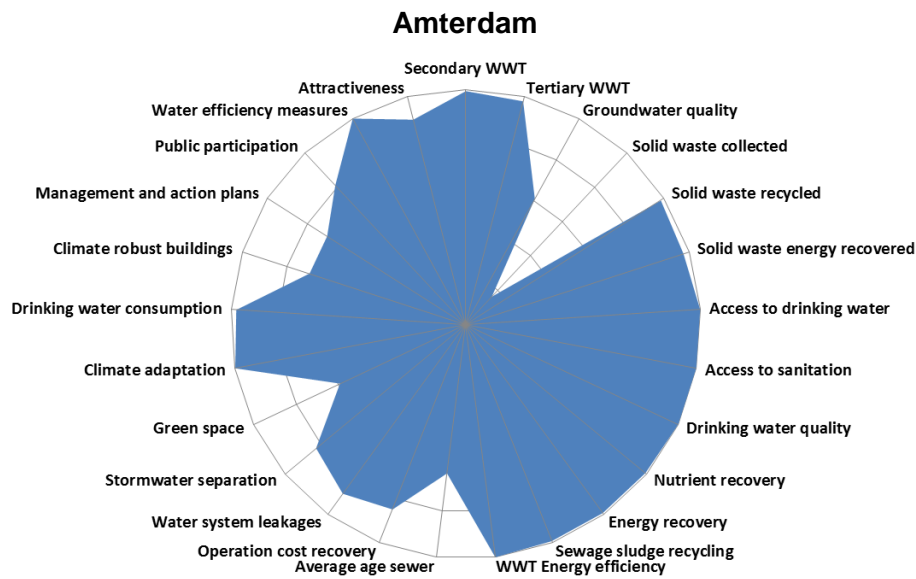 Amterdam
Secondary WWT
Tertiary WWT
Groundwater quality
Solid waste collected
Solid waste recycled
Solid waste energy recovered
Access to drinking water
Access to sanitation
Drinking water quality
Nutrient recovery
Energy recovery
Sewage sludge recycling
WWT Energy efficiency
Average age sewer
Operation cost recovery
Water system leakages
Stormwater separation
Green space
Climate adaptation
Drinking water consumption
Climate robust buildings
Management and action plans
Public participation
Water efficiency measures
Attractiveness